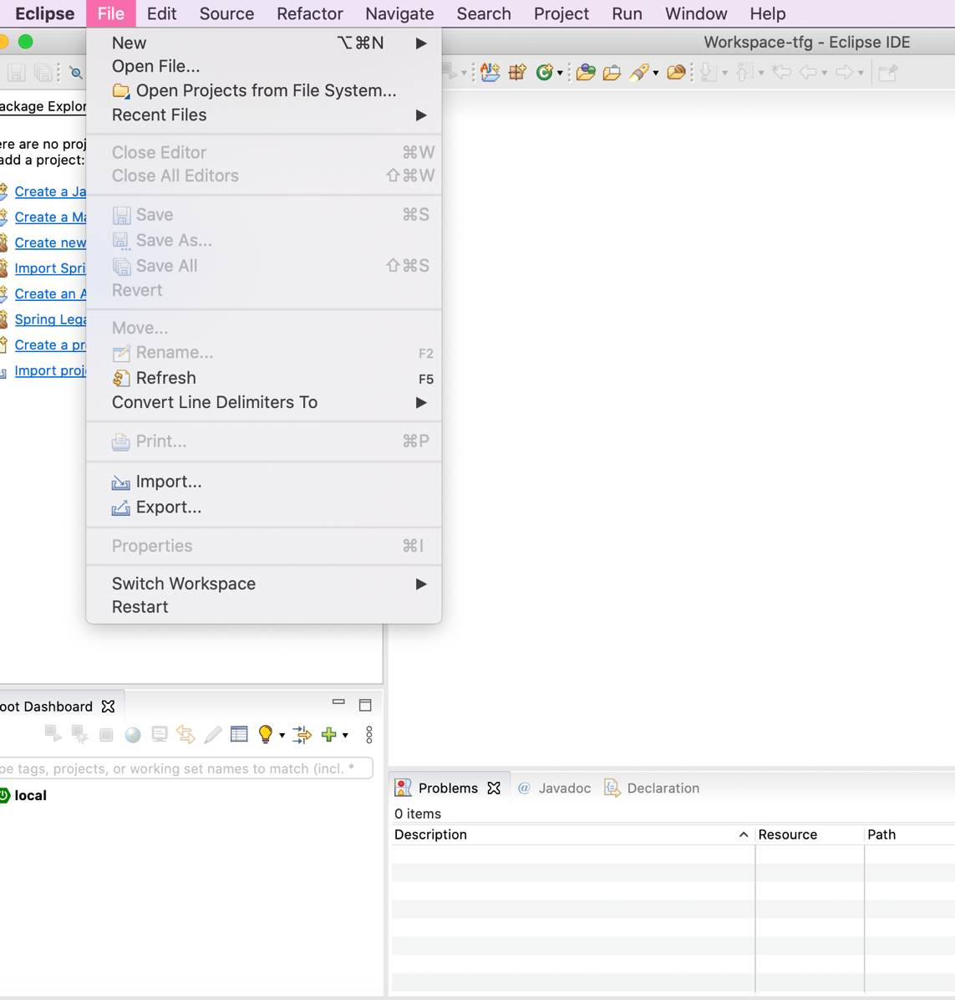 Eclipse File Edit Source Refactor Navigate Search Project Run Window Help
Workspace-tfg - Eclipse IDE
New ⌥⌘N ▶
Open File...
Open Projects from File System...
Recent Files ▶
Close Editor ⌘W
Close All Editors ⇧⌘W
Save ⌘S
Save As...
Save All ⇧⌘S
Revert
Move...
Rename... F2
Refresh F5
Convert Line Delimiters To ▶
Print... ⌘P
Import...
Export...
Properties ⌘I
Switch Workspace ▶
Restart
ackage Explor
ere are no proj
add a project:
Create a Ja
Create a Ma
Create new
Import Spri
Create an A
Spring Lega
Create a pr
Import proj
oot Dashboard
pe tags, projects, or working set names to match (incl. *
local
Problems @ Javadoc Declaration
0 items
Description Resource Path